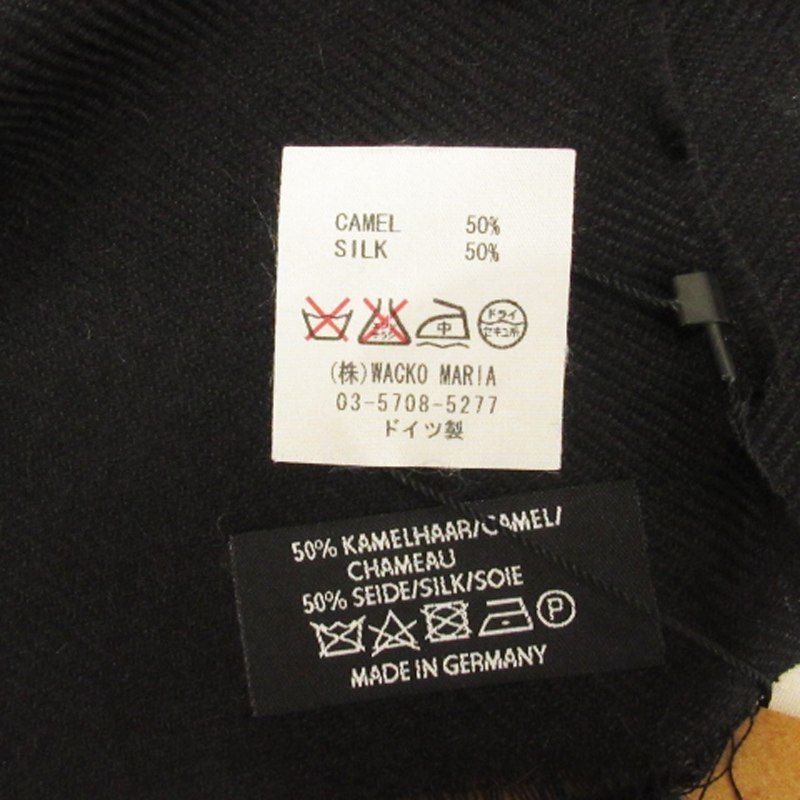 CAMEL 50%
SILK 50%
中 ドライ
セキユ系
(株)WACKO MARIA
03-5708-5277
ドイツ製
50% KAMELHAAR/CAMEL/
CHAMEAU
50% SEIDE/SILK/SOIE
P
MADE IN GERMANY